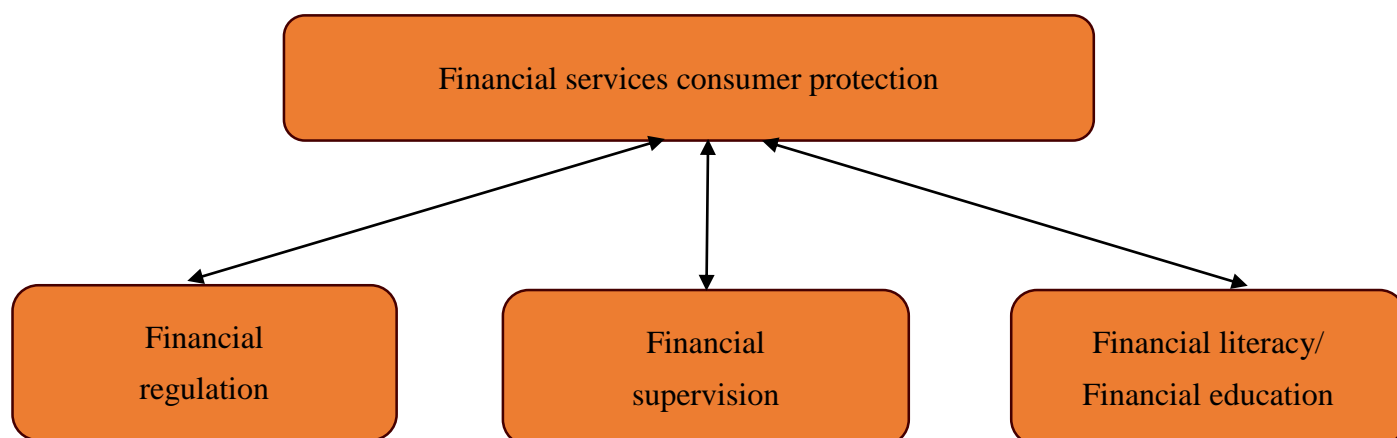 Financial services consumer protection
Financial
regulation
Financial
supervision
Financial literacy/
Financial education